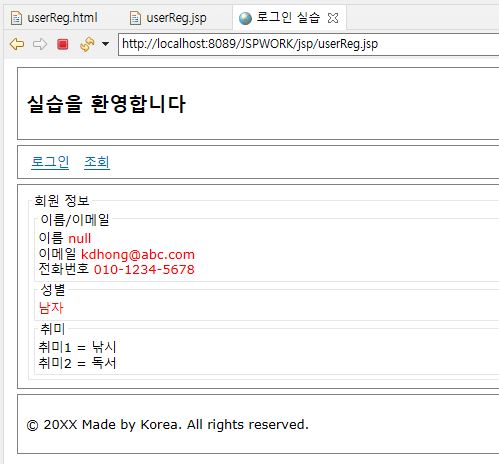 userReg.html userReg.jsp 로그인 실습
http://localhost:8089/JSPWORK/jsp/userReg.jsp
실습을 환영합니다
로그인 조회
회원 정보
이름/이메일
이름 null
이메일 kdhong@abc.com
전화번호 010-1234-5678
성별
남자
취미
취미1 = 낚시
취미2 = 독서
© 20XX Made by Korea. All rights reserved.